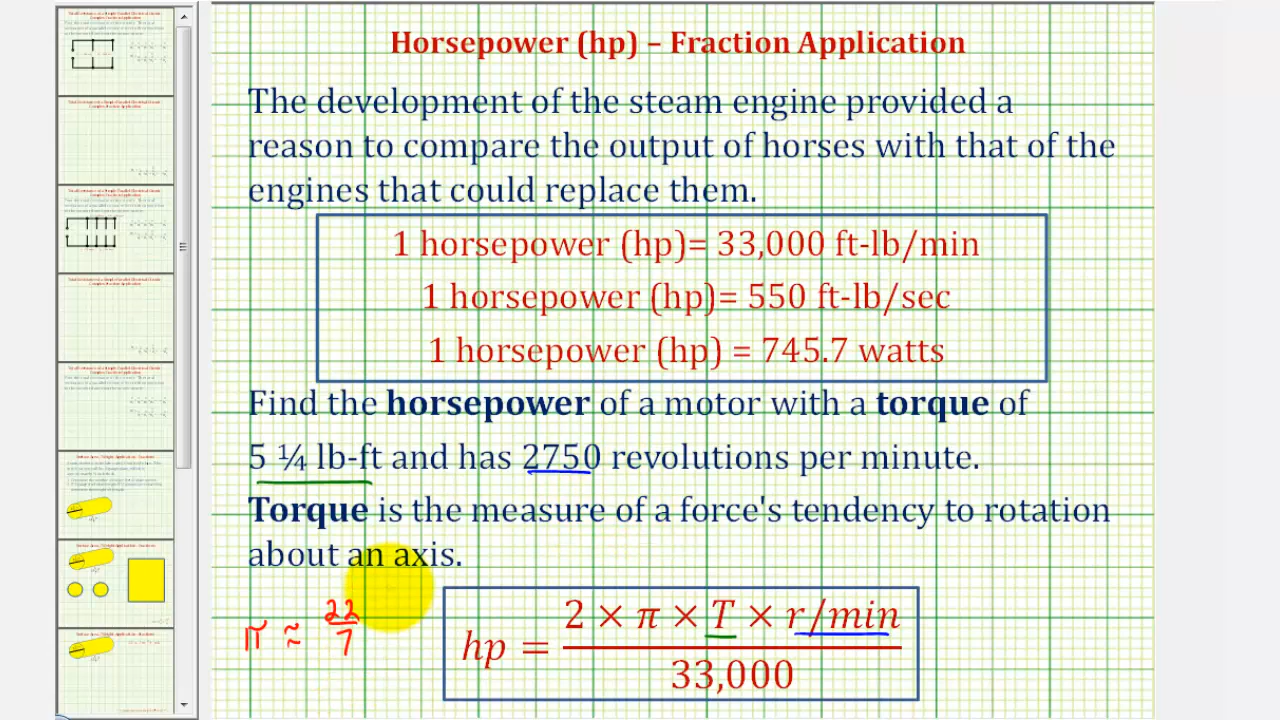 Horsepower (hp) – Fraction Application
The development of the steam engine provided a
reason to compare the output of horses with that of the
engines that could replace them.
1 horsepower (hp)= 33,000 ft-lb/min
1 horsepower (hp)= 550 ft-lb/sec
1 horsepower (hp) = 745.7 watts
Find the horsepower of a motor with a torque of
5 ¼ lb-ft and has 2750 revolutions per minute.
Torque is the measure of a force's tendency to rotation
about an axis.
π ≈ 22/7
hp = 2 × π × T × r/min
33,000